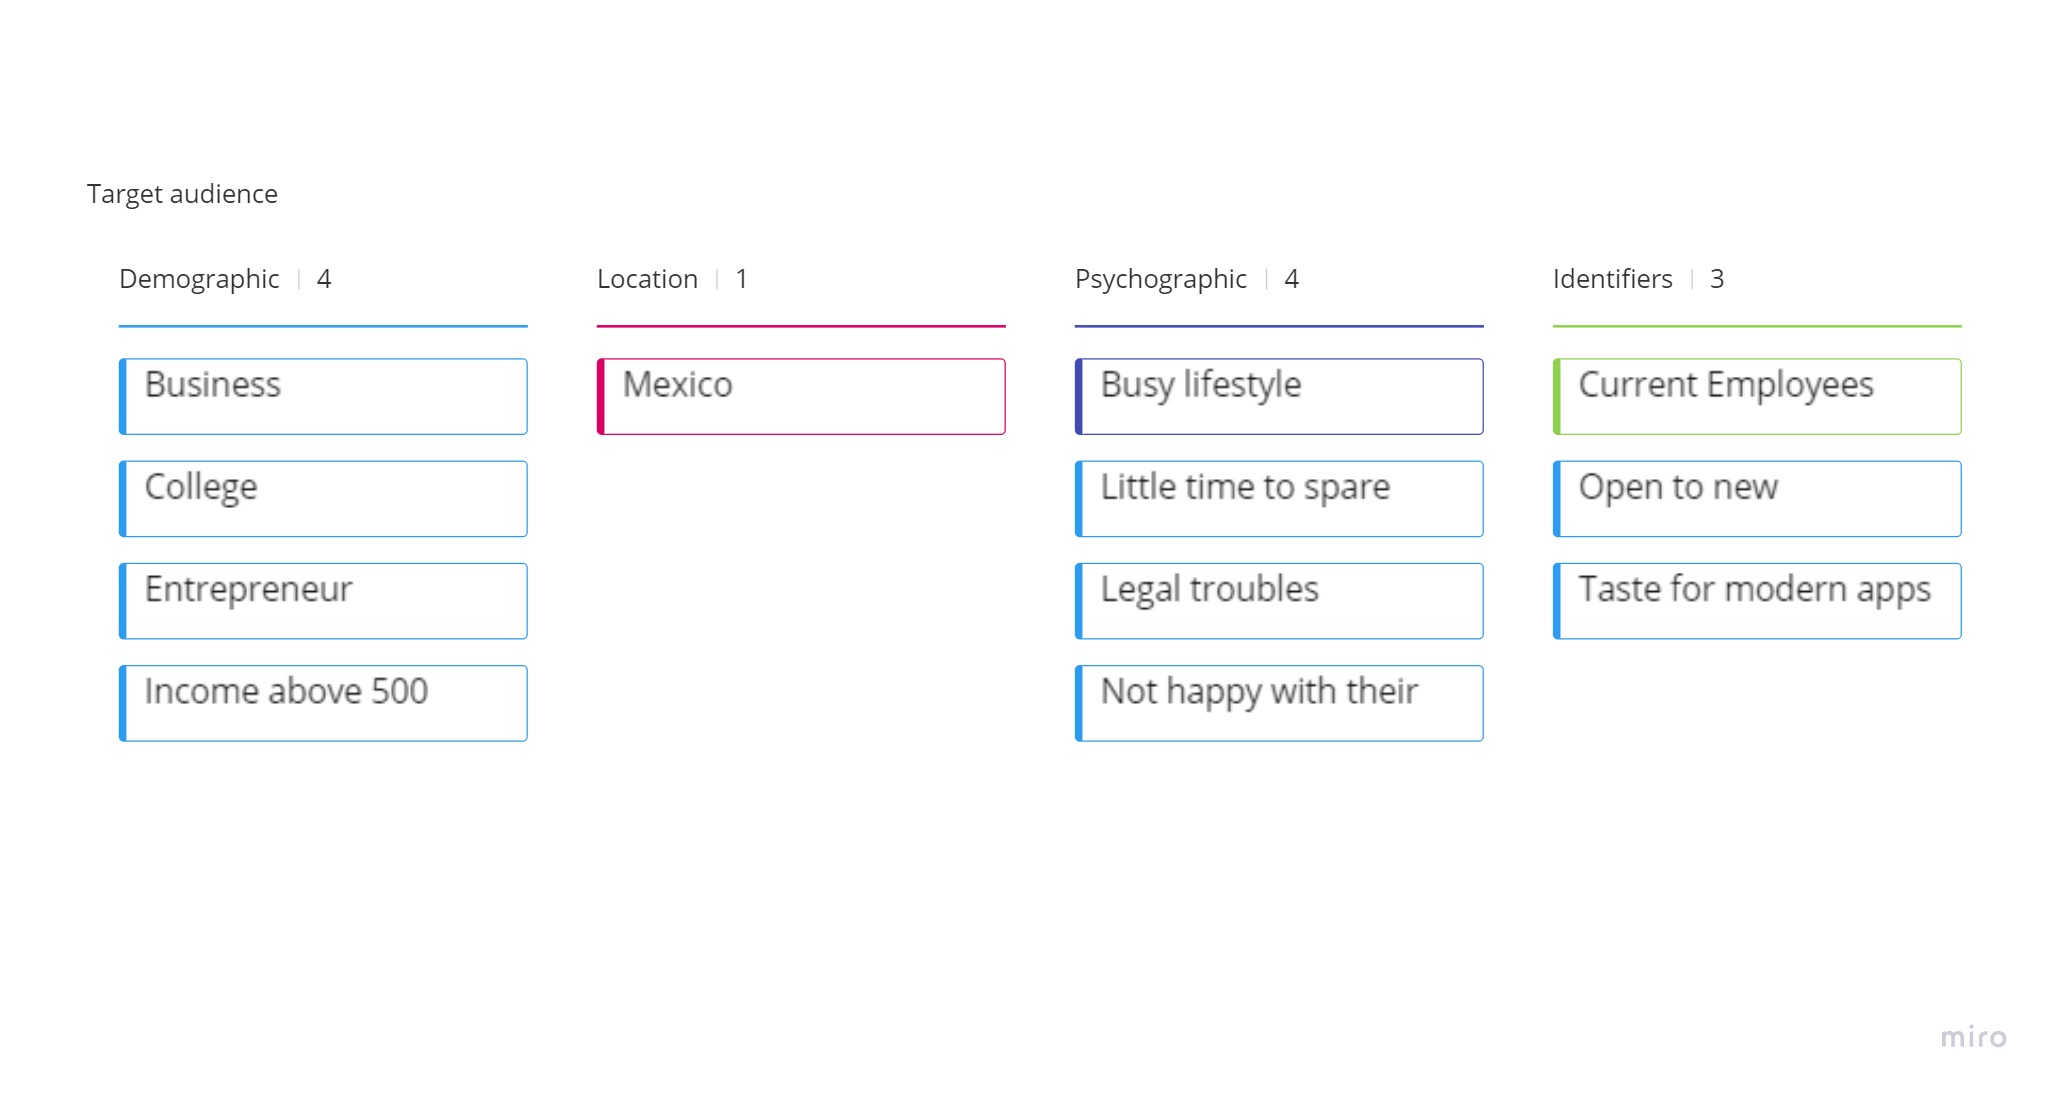 Target audience
Demographic | 4
Business
College
Entrepreneur
Income above 500
Location | 1
Mexico
Psychographic | 4
Busy lifestyle
Little time to spare
Legal troubles
Not happy with their
Identifiers | 3
Current Employees
Open to new
Taste for modern apps
miro